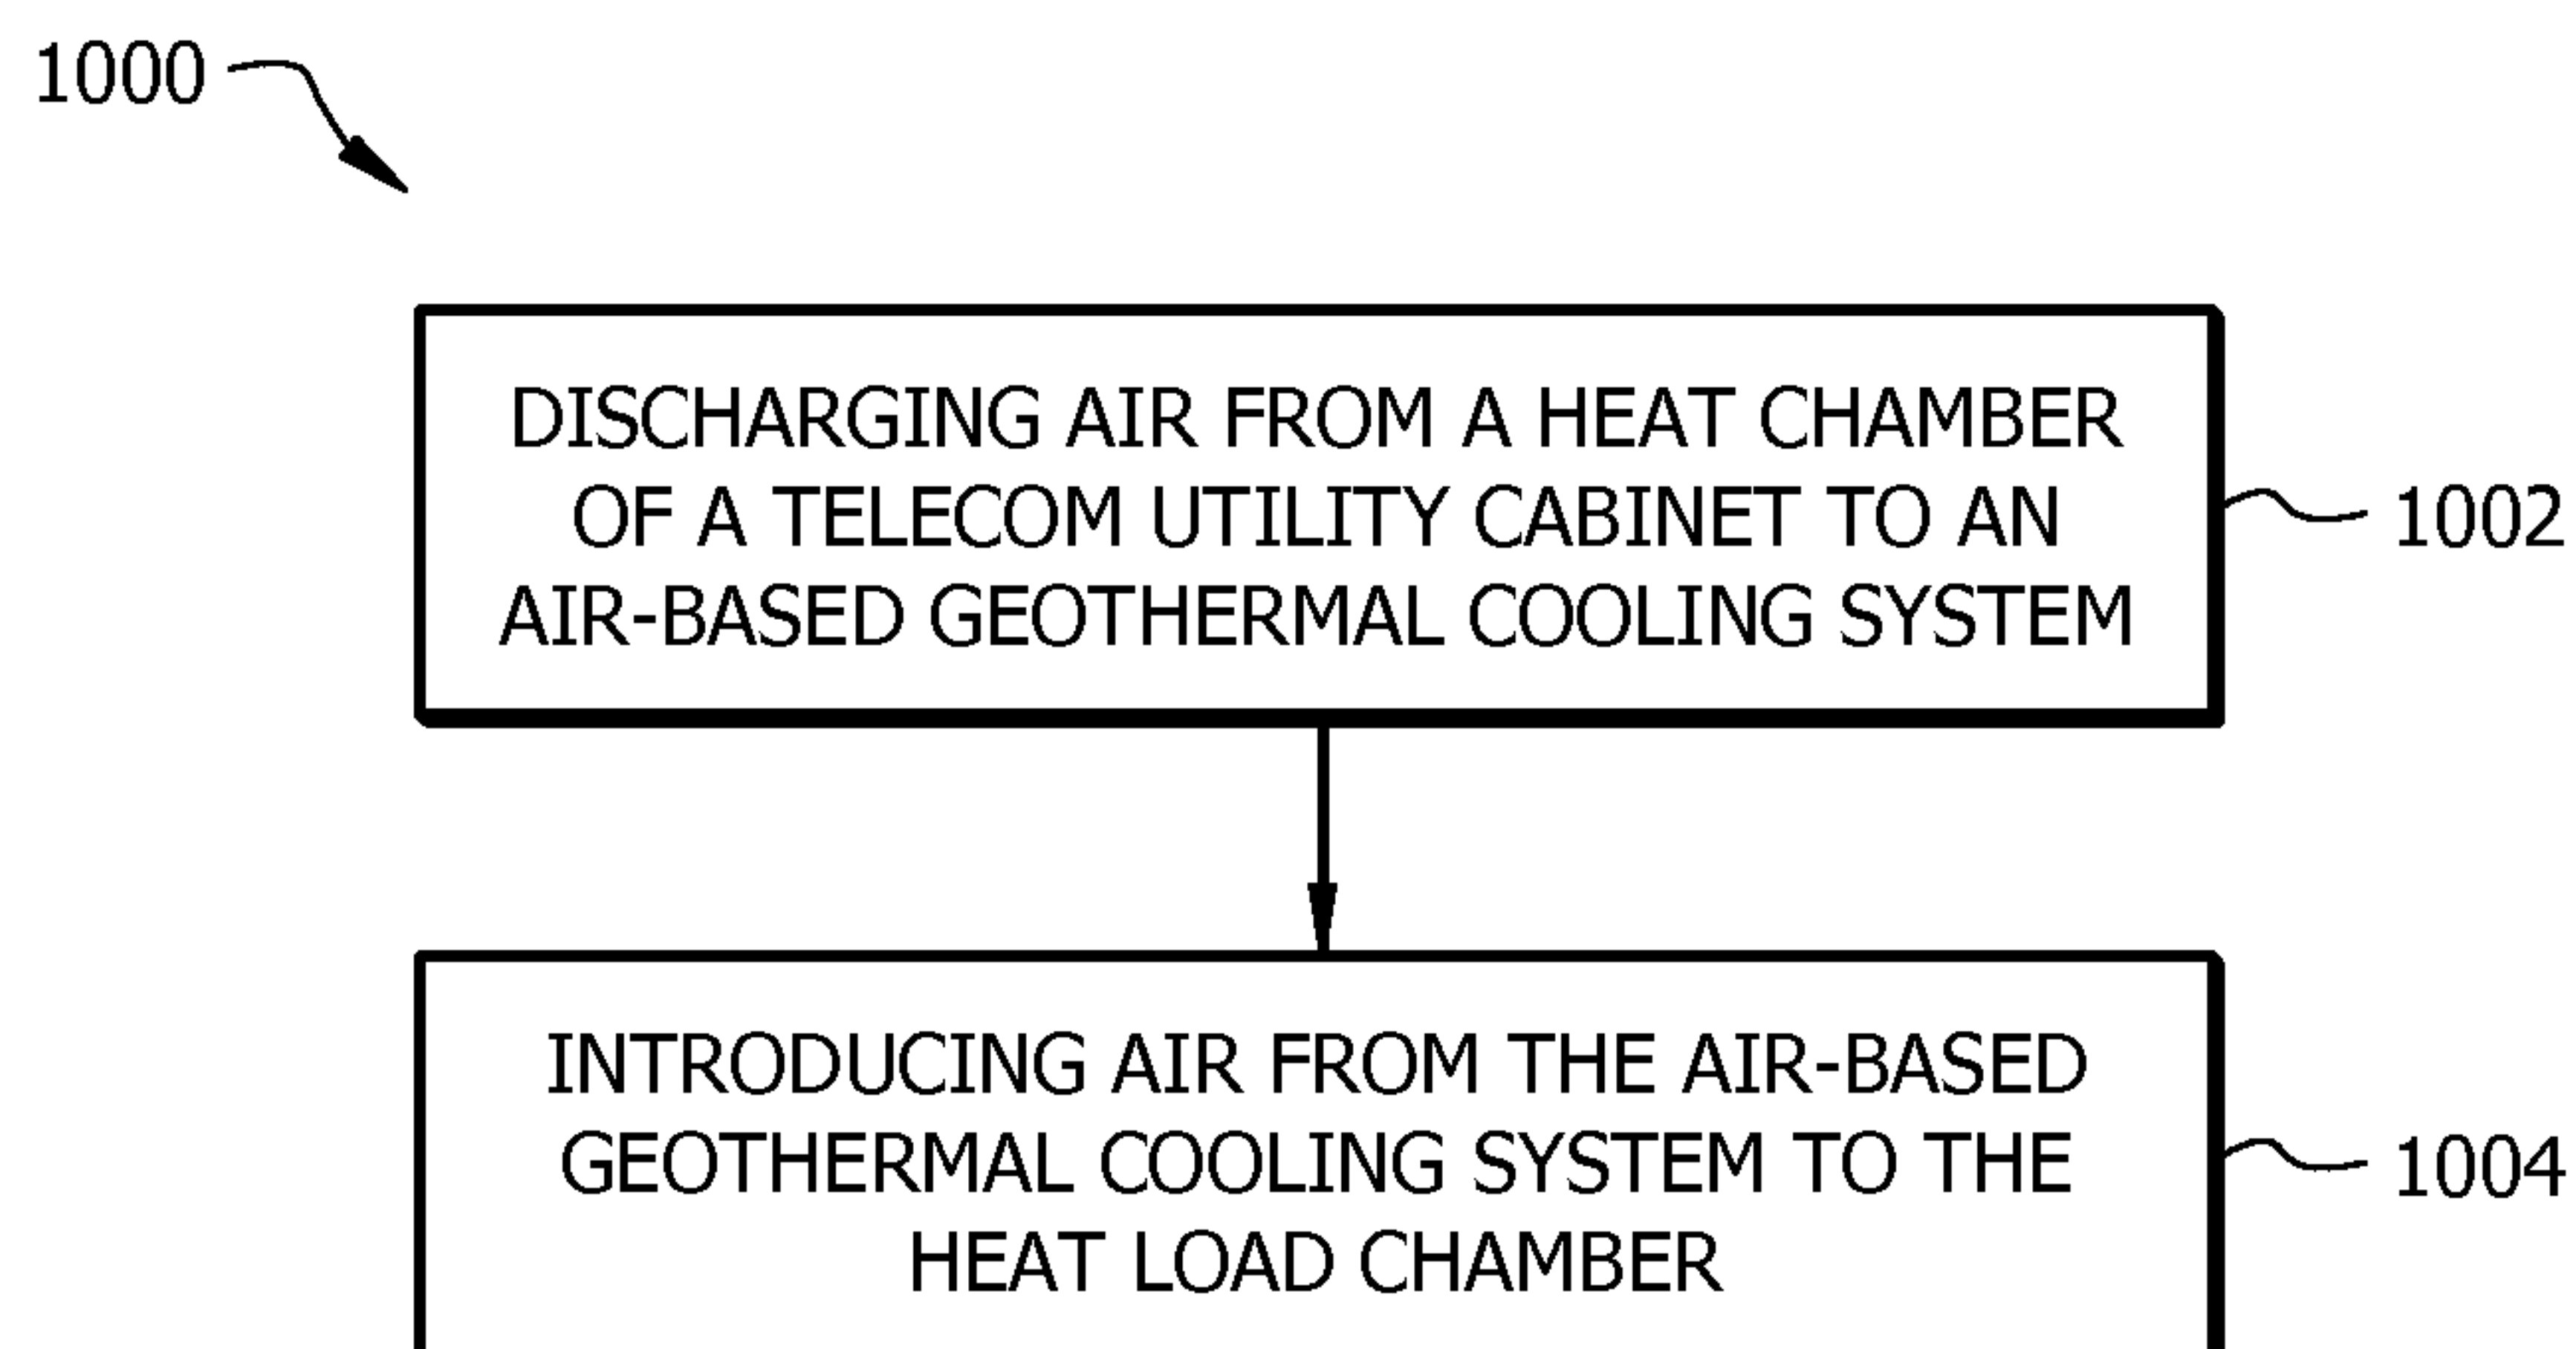 1000
DISCHARGING AIR FROM A HEAT CHAMBER
OF A TELECOM UTILITY CABINET TO AN
AIR-BASED GEOTHERMAL COOLING SYSTEM
1002
INTRODUCING AIR FROM THE AIR-BASED
GEOTHERMAL COOLING SYSTEM TO THE
HEAT LOAD CHAMBER
1004